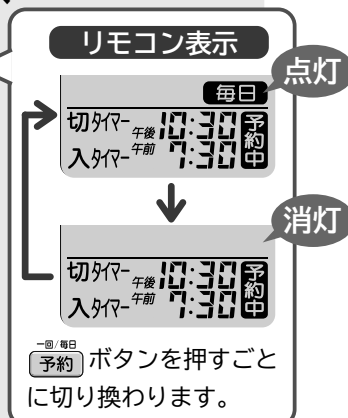 リモコン表示
毎日
点灯
切タイマー 午後 10:30 予約中
入タイマー 午前 7:30
消灯
切タイマー 午後 10:30 予約中
入タイマー 午前 7:30
一回/毎日
予約 ボタンを押すごと
に切り換わります。